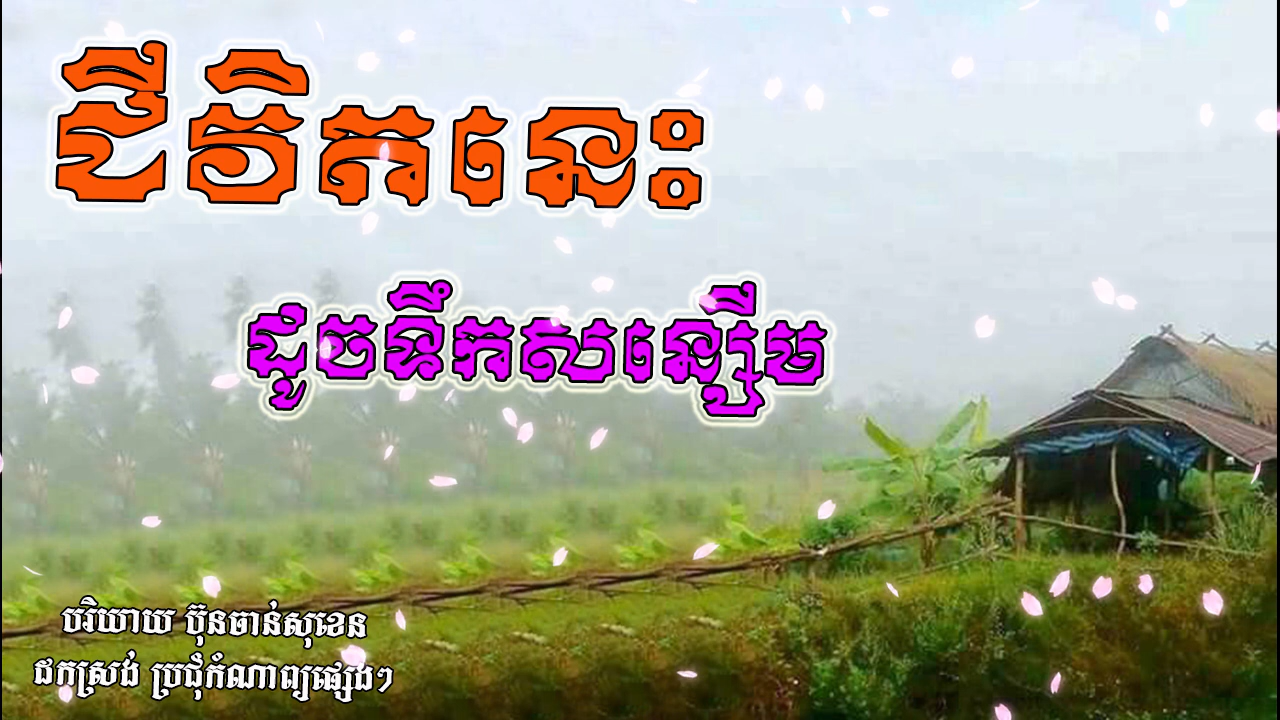 ជីវិតនេះ
ដូចទឹកសន្សើម
បរិយាយ ប៊ុនចាន់សុខេន
ដកស្រង់ ប្រជុំកំណាព្យផ្សេងៗ